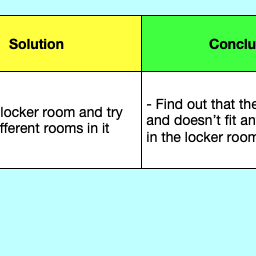 Solution
Conclu
locker room and try
fferent rooms in it
- Find out that the
and doesn't fit an
in the locker room